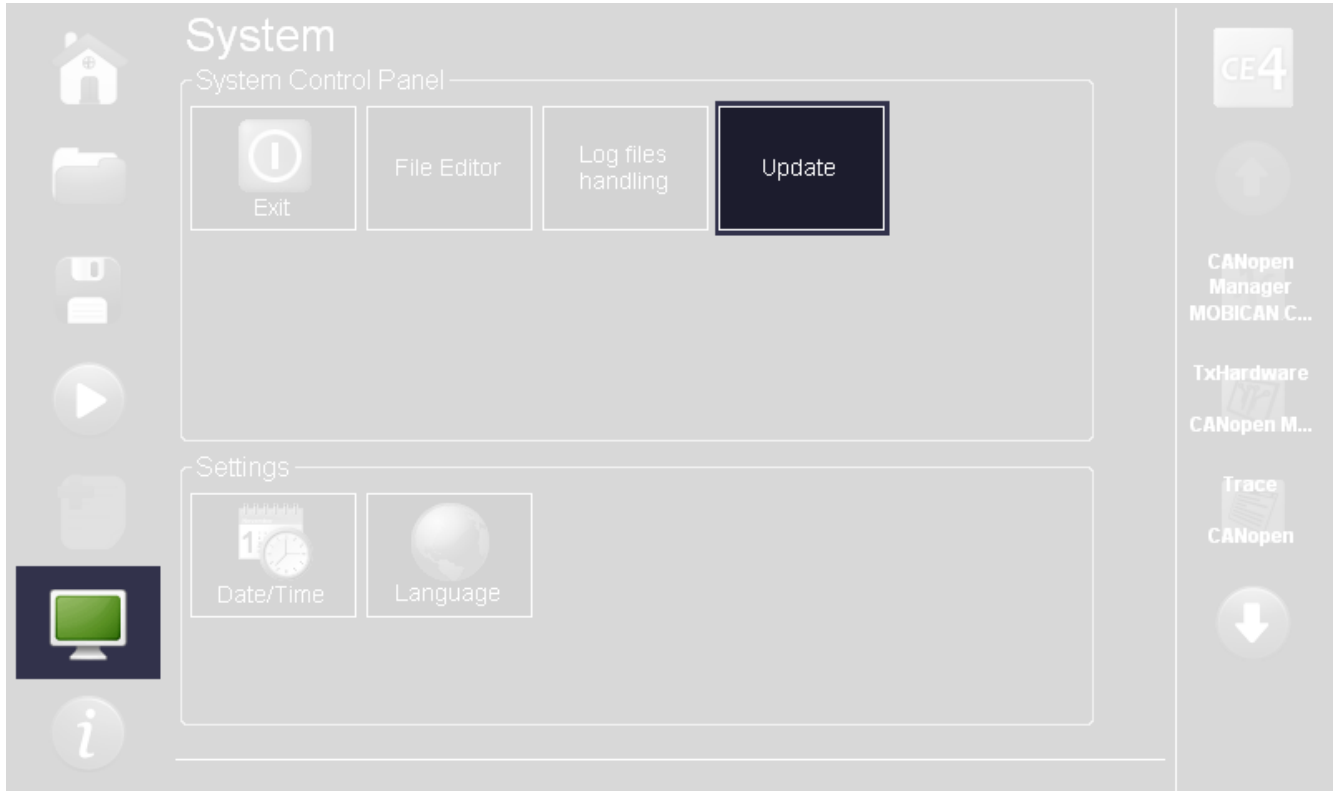 System
System Control Panel
Exit
File Editor
Log files
handling
Update
Settings
1
Date/Time
Language
i
CE4
CANopen
Manager
MOBICAN C...
TxHardware
CANopen M...
Trace
CANopen